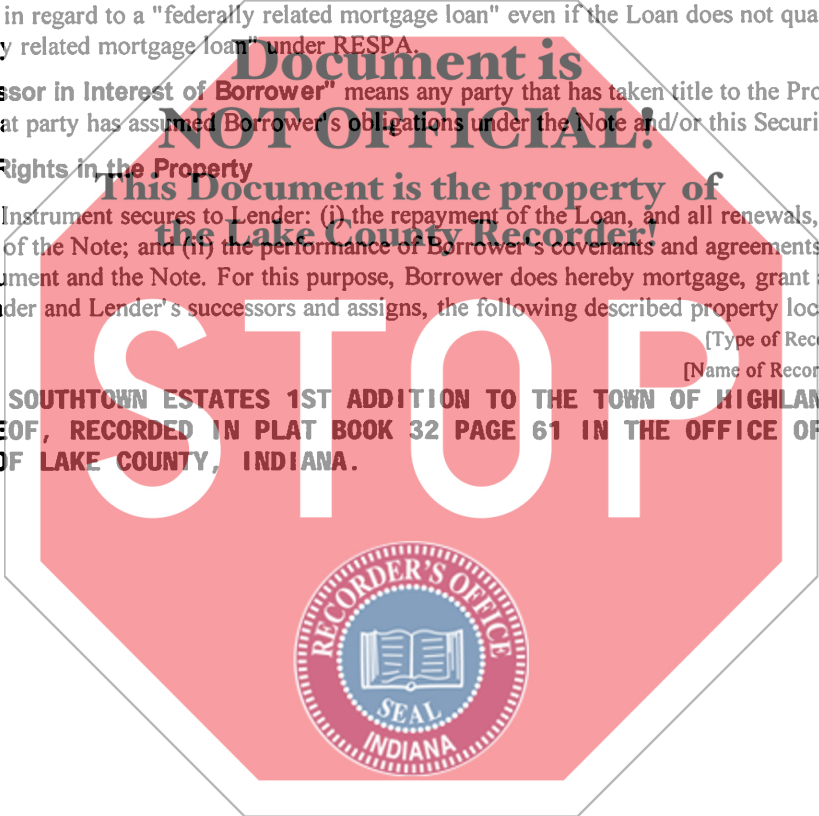 in regard to a "federally related mortgage loan" even if the Loan does not qua
y related mortgage loan" under RESPA.
Document is
ssor in Interest of Borrower" means any party that has taken title to the Pro
NOT OFFICIAL!
at party has assumed Borrower's obligations under the Note and/or this Securi
Rights in the Property
This Document is the property of
Instrument secures to Lender: (i) the repayment of the Loan, and all renewals,
the Lake County Recorder!
of the Note; and (ii) the performance of Borrower's covenants and agreements
ument and the Note. For this purpose, Borrower does hereby mortgage, grant
der and Lender's successors and assigns, the following described property loc
[Type of Reco
[Name of Recor
SOUTHTOWN ESTATES 1ST ADDITION TO THE TOWN OF HIGHLAN
EOF, RECORDED IN PLAT BOOK 32 PAGE 61 IN THE OFFICE OF
OF LAKE COUNTY, INDIANA.
STOP
RECORDER'S OFFICE
SEAL
INDIANA